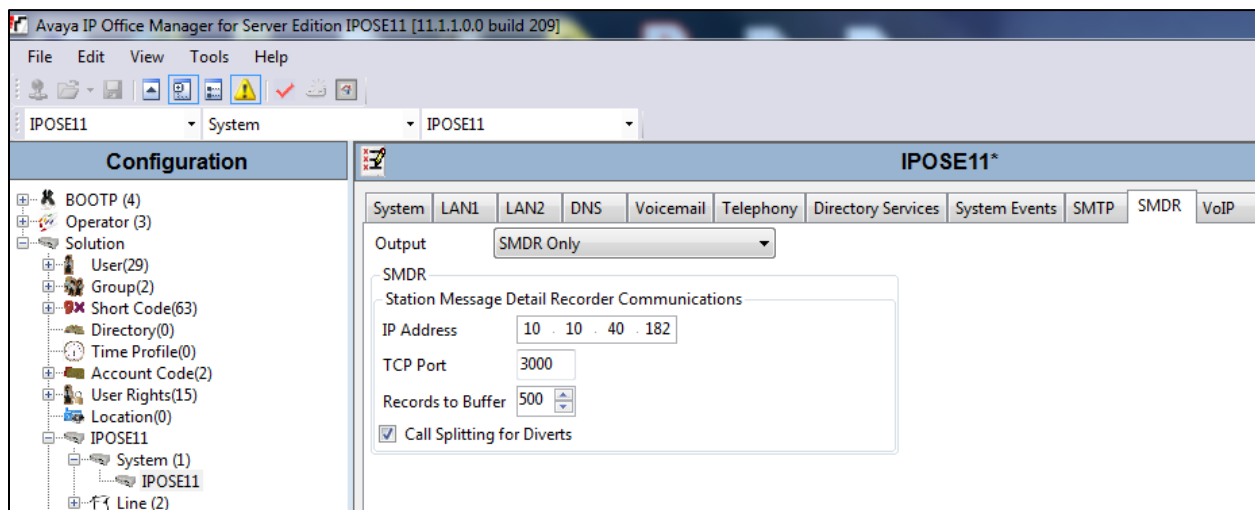 Avaya IP Office Manager for Server Edition IPOSE11 [11.1.1.0.0 build 209]
File Edit View Tools Help
IPOSE11 System IPOSE11
Configuration
IPOSE11*
BOOTP (4)
Operator (3)
Solution
User(29)
Group(2)
Short Code(63)
Directory(0)
Time Profile(0)
Account Code(2)
User Rights(15)
Location(0)
IPOSE11
System (1)
IPOSE11
Line (2)
System LAN1 LAN2 DNS Voicemail Telephony Directory Services System Events SMTP SMDR VoIP
Output SMDR Only
SMDR
Station Message Detail Recorder Communications
IP Address 10 . 10 . 40 . 182
TCP Port 3000
Records to Buffer 500
Call Splitting for Diverts